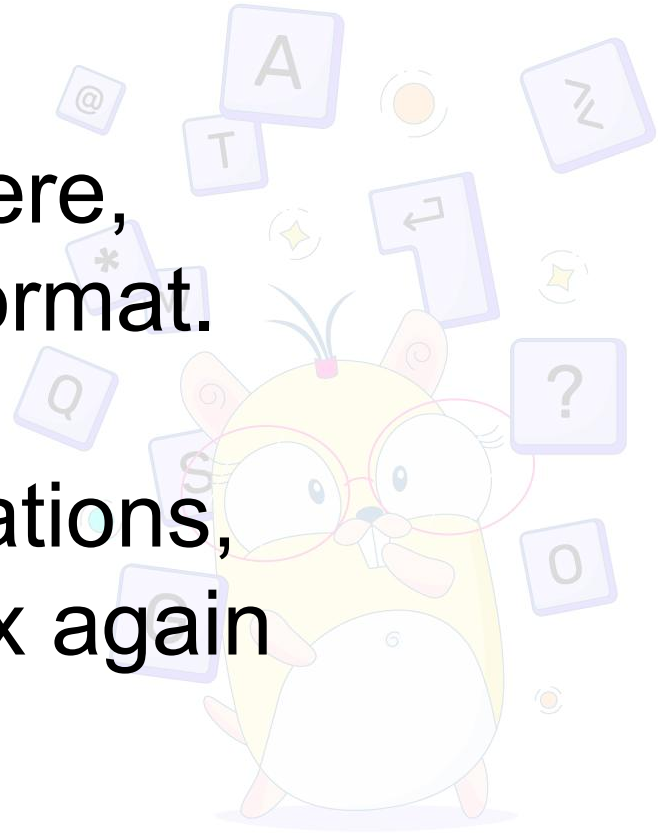 A
@
T
ere,
*
ormat.
Q
?
S
ations,
O
x again